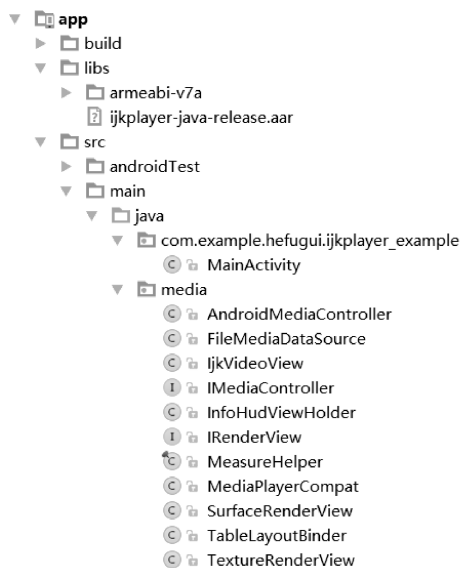 app
build
libs
armeabi-v7a
ijkplayer-java-release.aar
src
androidTest
main
java
com.example.hefugui.ijkplayer_example
MainActivity
media
AndroidMediaController
FileMediaDataSource
IjkVideoView
IMediaController
InfoHudViewHolder
IRenderView
MeasureHelper
MediaPlayerCompat
SurfaceRenderView
TableLayoutBinder
TextureRenderView